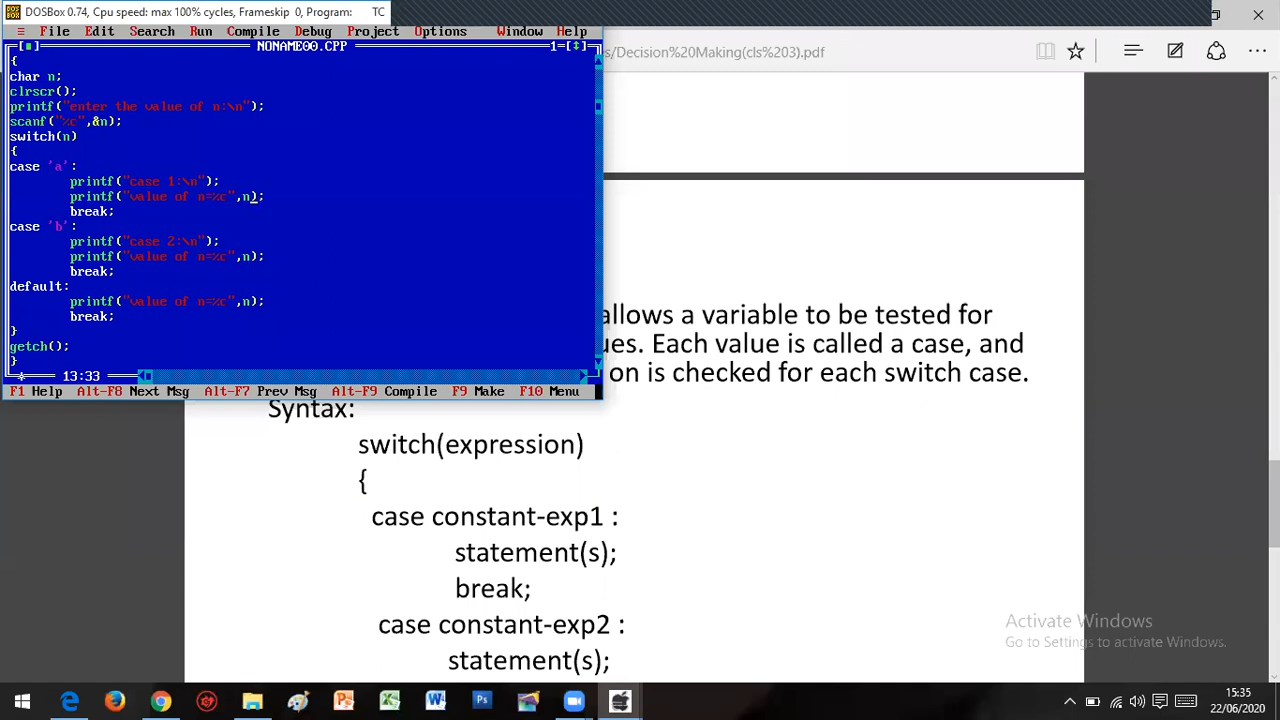 DOSBox 0.74, Cpu speed: max 100% cycles, Frameskip 0, Program: TC
≡ File Edit Search Run Compile Debug Project Options Window Help
[■] NONAME00.CPP 1=[↕]
{
char n;
clrscr();
printf("enter the value of n:\n");
scanf("%c",&n);
switch(n)
{
case 'a':
printf("case 1:\n");
printf("value of n=%c",n);
break;
case 'b':
printf("case 2:\n");
printf("value of n=%c",n);
break;
default:
printf("value of n=%c",n);
break;
}
getch();
}
13:33
F1 Help Alt-F8 Next Msg Alt-F7 Prev Msg Alt-F9 Compile F9 Make F10 Menu
es/Decision%20Making(cls%203).pdf
allows a variable to be tested for
ues. Each value is called a case, and
on is checked for each switch case.
Syntax:
switch(expression)
{
case constant-exp1 :
statement(s);
break;
case constant-exp2 :
statement(s);
Activate Windows
Go to Settings to activate Windows.
15:35
22/06/2020